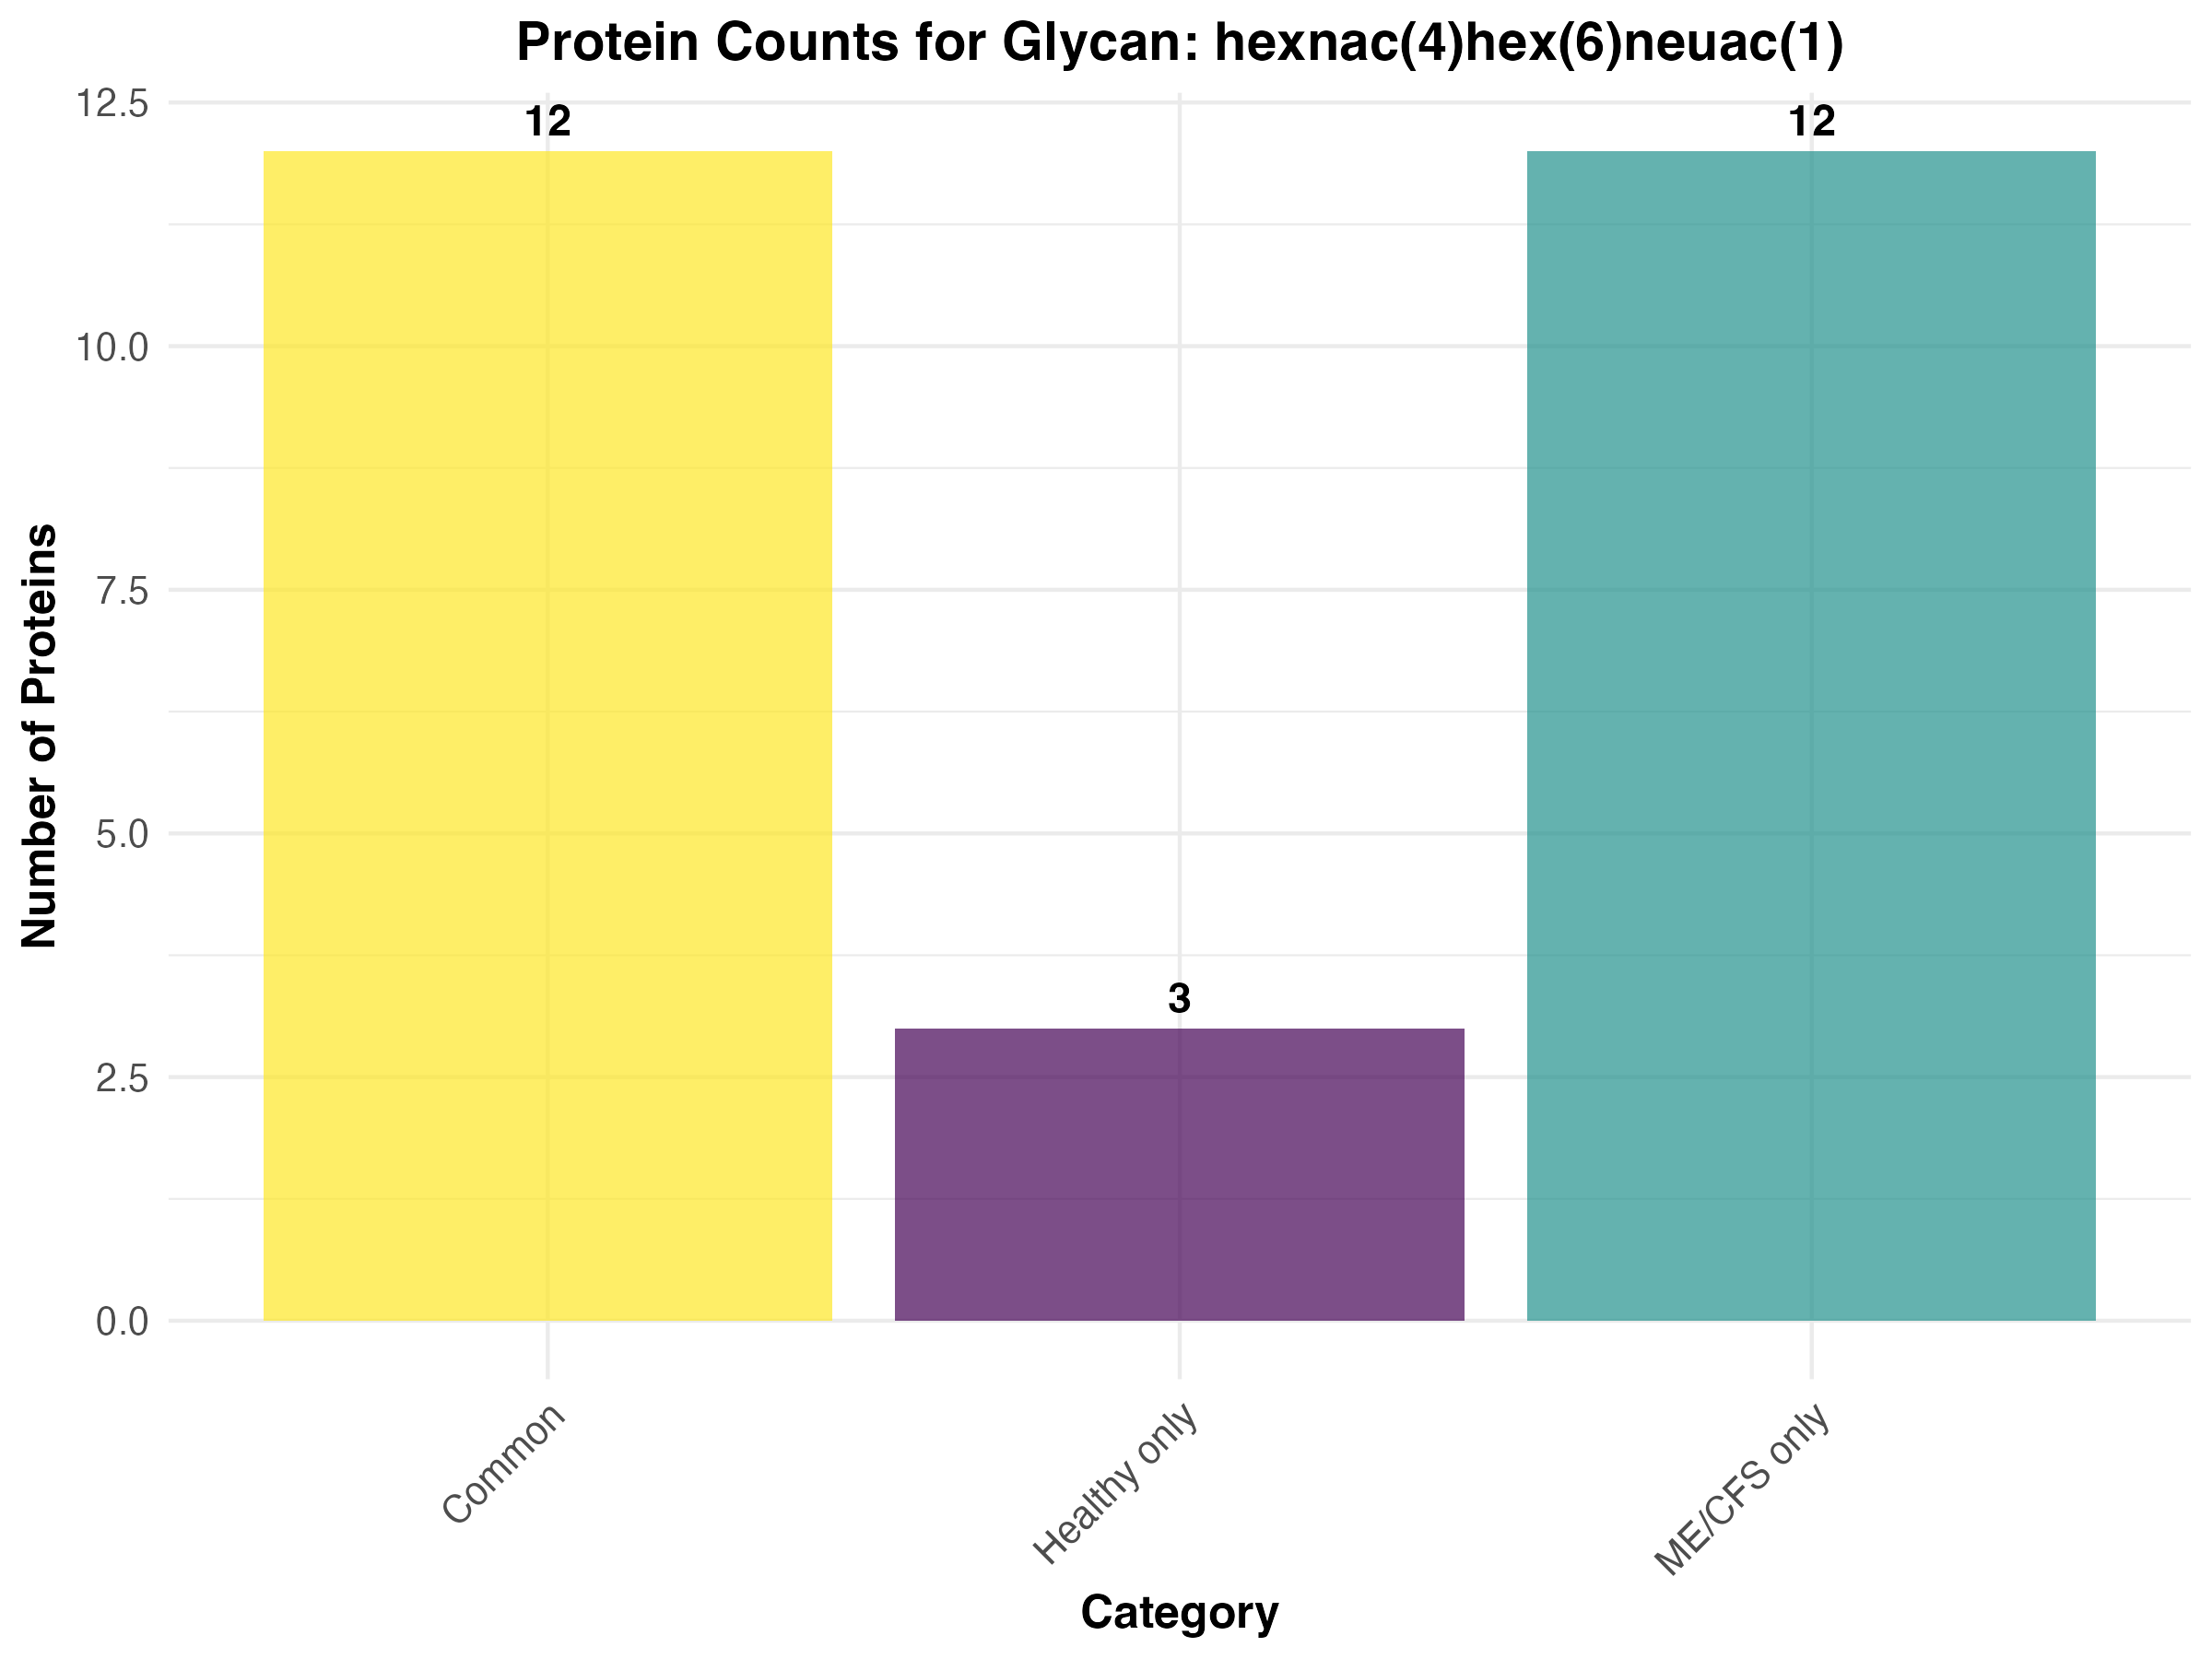 Protein Counts for Glycan: hexnac(4)hex(6)neuac(1)
Number of Proteins
12.5
10.0
7.5
5.0
2.5
0.0
12
3
12
Common
Healthy only
ME/CFS only
Category